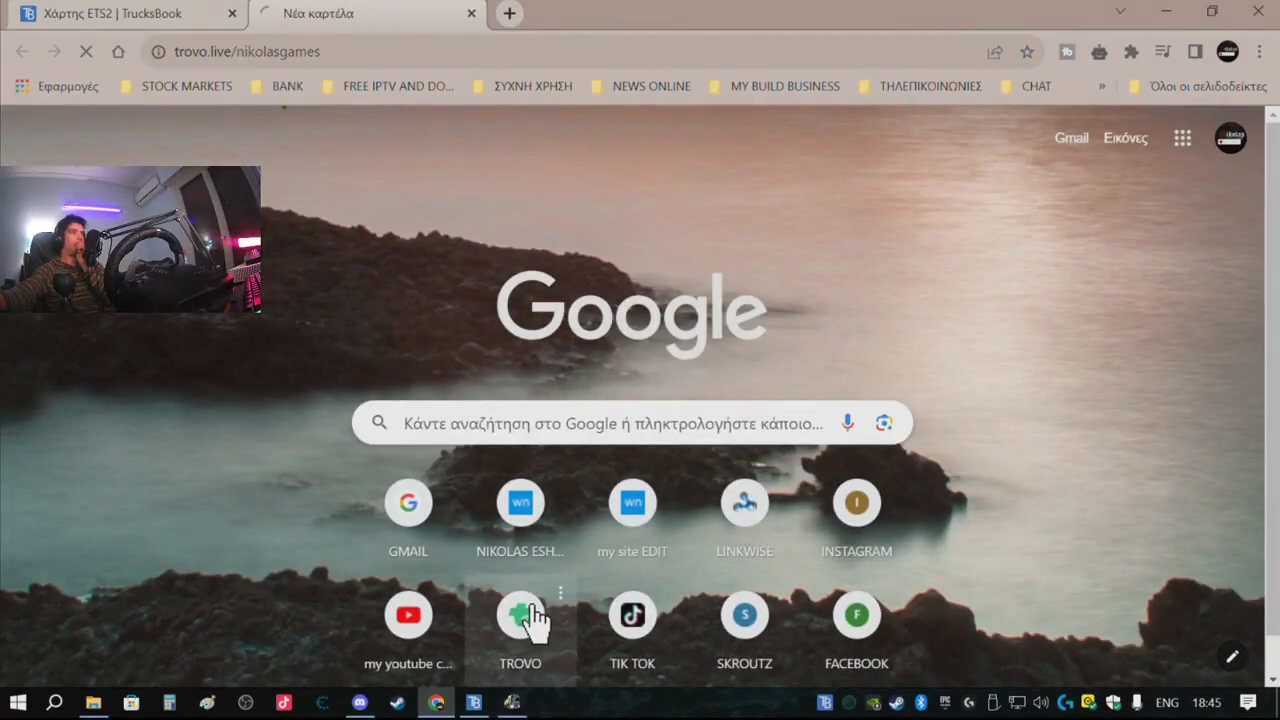 Χάρτης ETS2 | TrucksBook
Νέα καρτέλα
trovo.live/nikolasgames
Εφαρμογές
STOCK MARKETS
BANK
FREE IPTV AND DO...
ΣΥΧΝΗ ΧΡΗΣΗ
NEWS ONLINE
MY BUILD BUSINESS
ΤΗΛΕΠΙΚΟΙΝΩΝΙΕΣ
CHAT
»
Όλοι οι σελιδοδείκτες
Gmail
Εικόνες
Google
Κάντε αναζήτηση στο Google ή πληκτρολογήστε κάποιο...
GMAIL
NIKOLAS ESH...
my site EDIT
LINKWISE
INSTAGRAM
my youtube c...
TROVO
TIK TOK
SKROUTZ
FACEBOOK
ENG
18:45